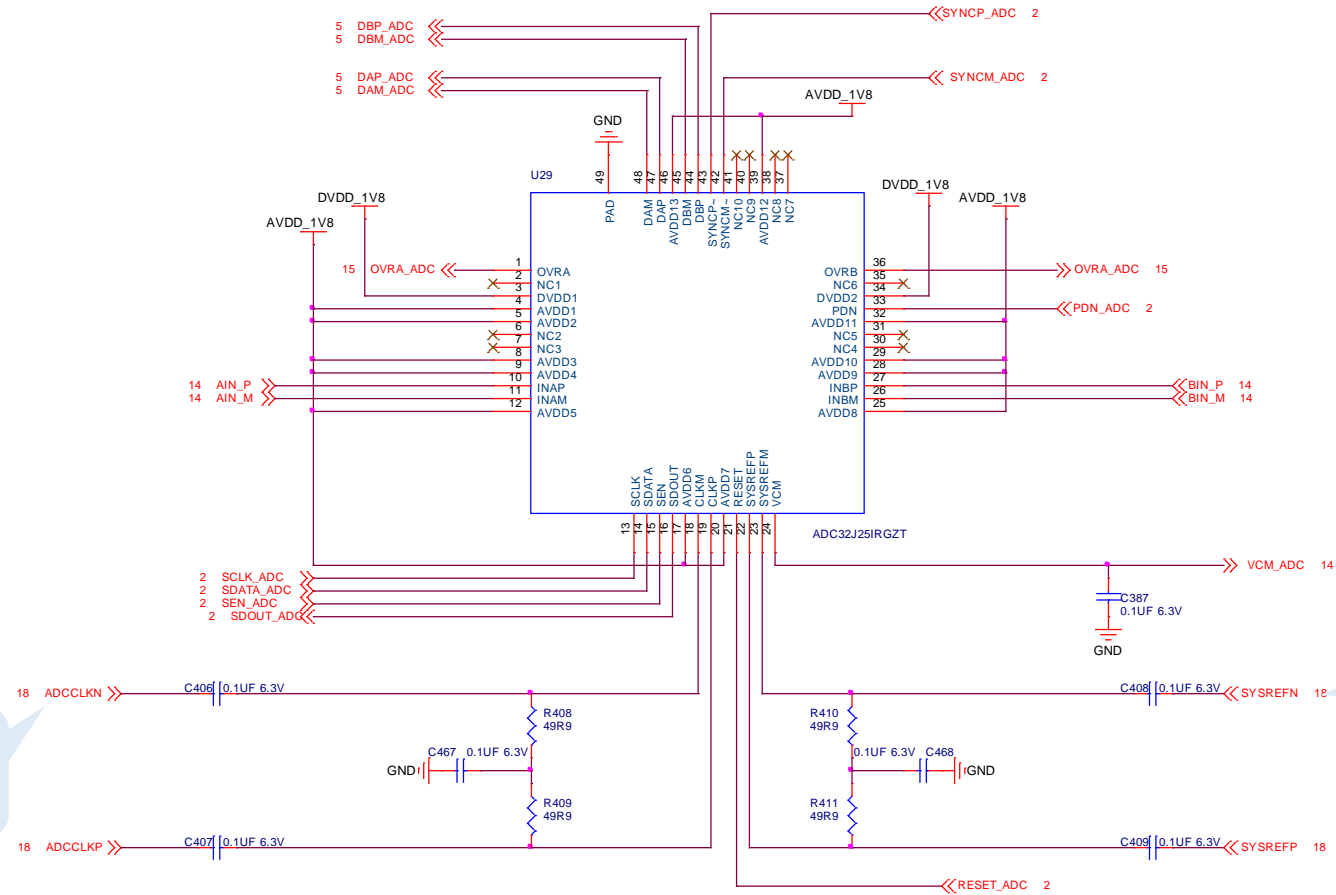 SYNCP_ADC 2
5 DBP_ADC
5 DBM_ADC
5 DAP_ADC
5 DAM_ADC
SYNCM_ADC 2
AVDD_1V8
GND
U29
49 48 47 46 45 44 43 42 41 40 39 38 37
PAD DAM DAP AVDD13 DBM DBP SYNCP~ SYNCM~ NC10 NC9 AVDD12 NC8 NC7
DVDD_1V8
AVDD_1V8
DVDD_1V8
AVDD_1V8
15 OVRA_ADC
1 OVRA
2 NC1
3 DVDD1
4 AVDD1
5 AVDD2
6 NC2
7 NC3
8 AVDD3
9 AVDD4
10 INAP
11 INAM
12 AVDD5
14 AIN_P
14 AIN_M
OVRB 36
NC6 35
DVDD2 34
PDN 33
AVDD11 32
NC5 31
NC4 30
AVDD10 29
AVDD9 28
INBP 27
INBM 26
AVDD8 25
OVRA_ADC 15
PDN_ADC 2
BIN_P 14
BIN_M 14
SCLK SDATA SEN SDOUT AVDD6 CLKM CLKP AVDD7 RESET SYSREFP SYSREFM VCM
13 14 15 16 17 18 19 20 21 22 23 24
ADC32J25IRGZT
2 SCLK_ADC
2 SDATA_ADC
2 SEN_ADC
2 SDOUT_ADC
VCM_ADC 14
C387
0.1UF 6.3V
GND
18 ADCCLKN
C406 0.1UF 6.3V
C408 0.1UF 6.3V
SYSREFN 18
R408
49R9
R410
49R9
C467 0.1UF 6.3V
GND
0.1UF 6.3V C468
GND
R409
49R9
R411
49R9
18 ADCCLKP
C407 0.1UF 6.3V
C409 0.1UF 6.3V
SYSREFP 18
RESET_ADC 2